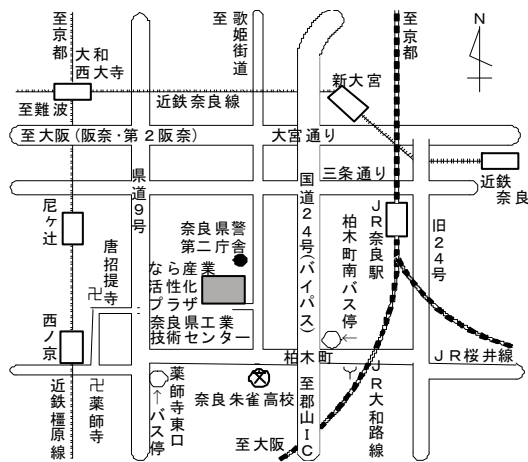 至京都
至
歌姫街道
至京都
N
大和
西大寺
新大宮
至難波
近鉄奈良線
至大阪(阪奈・第2阪奈)
大宮通り
三条通り
近鉄
奈良
県道9号
国道24号(バイパス)
尼ヶ辻
奈良県警
第二庁舎
柏木町南バス停
←
JR奈良駅
旧24号
唐招提寺
卍
なら産業
活性化
プラザ
奈良県工業
技術センター
西ノ京
柏木町
JR桜井線
近鉄橿原線
卍薬師寺
薬師寺東口
↑バス停
奈良朱雀高校
至郡山IC
JR大和路線
至大阪